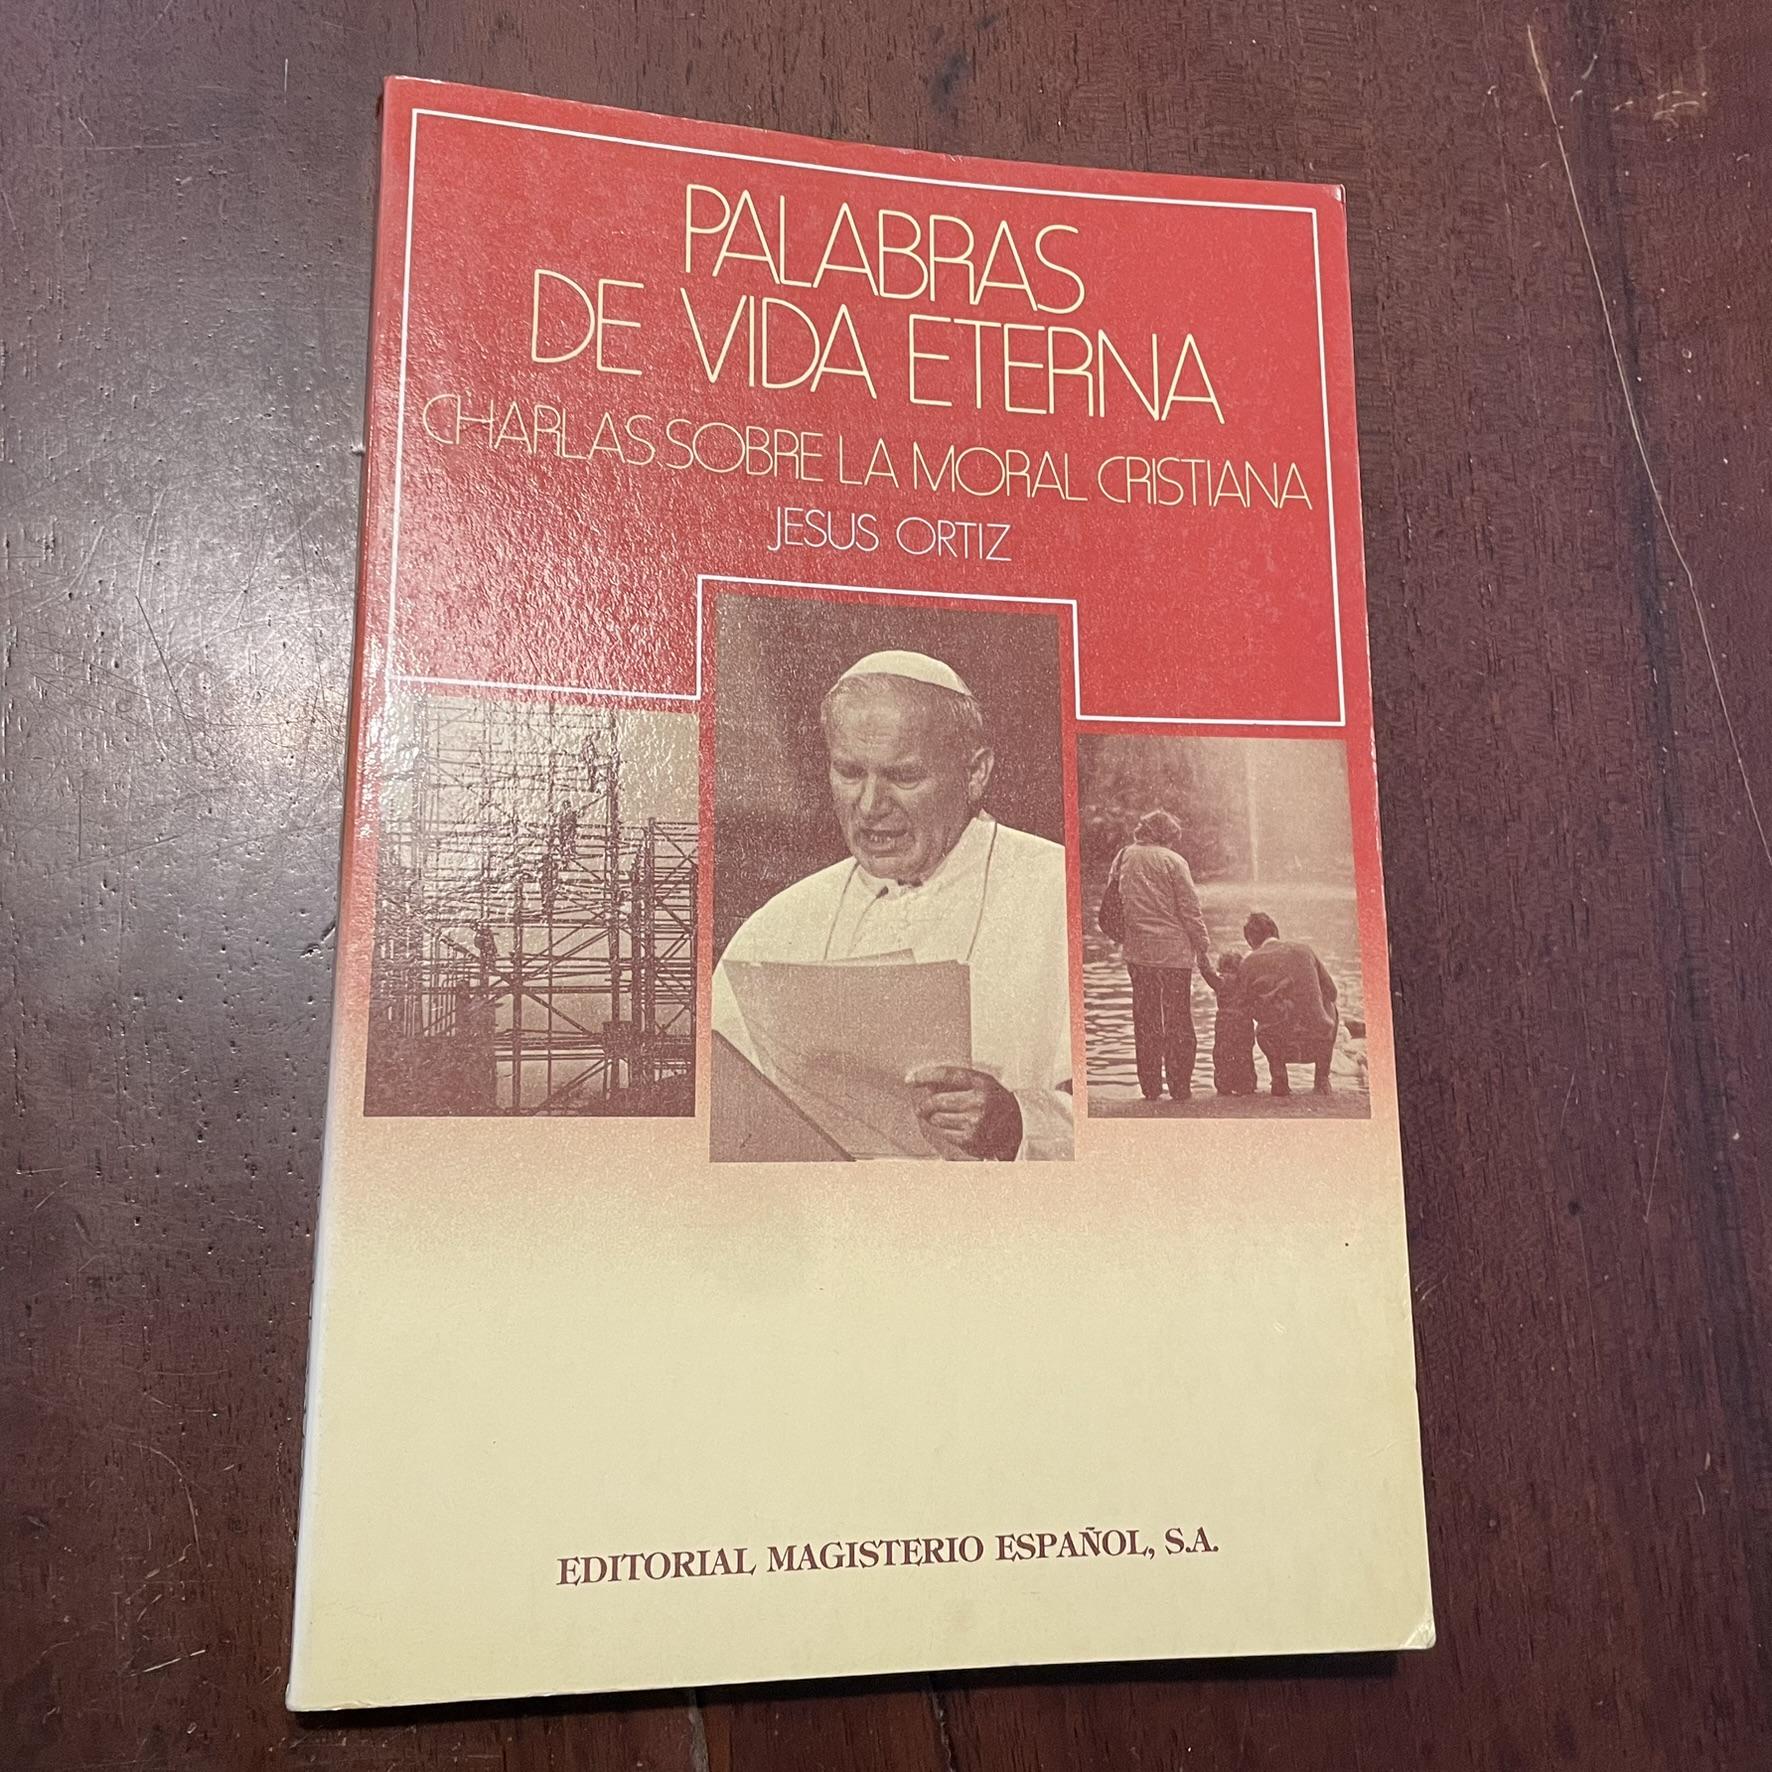 PALABRAS
DE VIDA ETERNA
CHARLAS SOBRE LA MORAL CRISTIANA
JESUS ORTIZ
EDITORIAL MAGISTERIO ESPAÑOL, S.A.